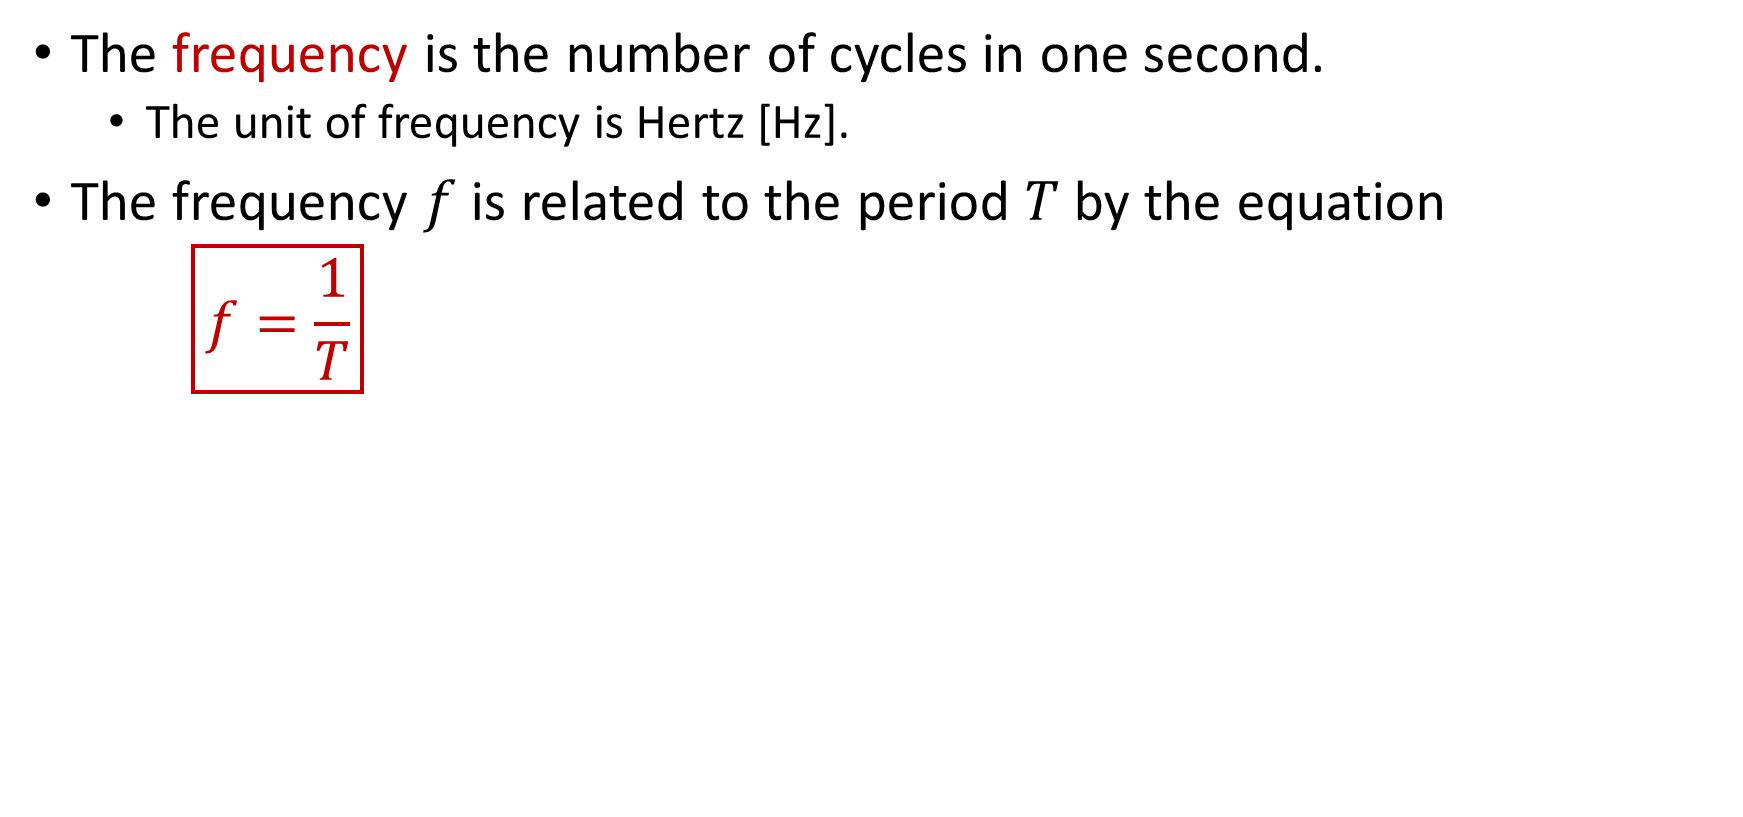 • The frequency is the number of cycles in one second.
• The unit of frequency is Hertz [Hz].
• The frequency f is related to the period T by the equation
f = 1/T